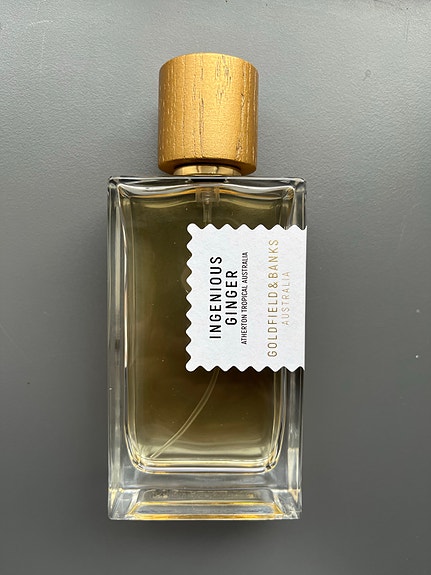 INGENIOUS
GINGER
ATHERTON TROPICAL AUSTRALIA
GOLDFIELD & BANKS
AUSTRALIA